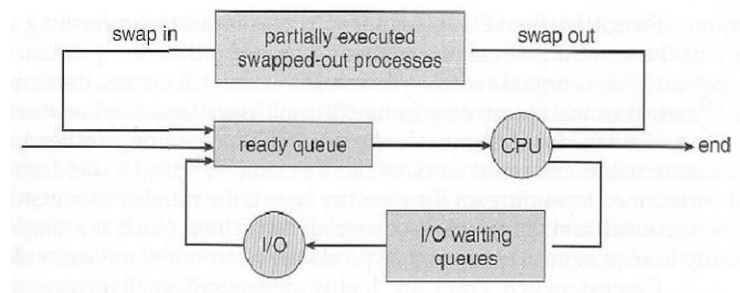 swap in
partially executed
swapped-out processes
swap out
ready queue
CPU
end
I/O
I/O waiting
queues